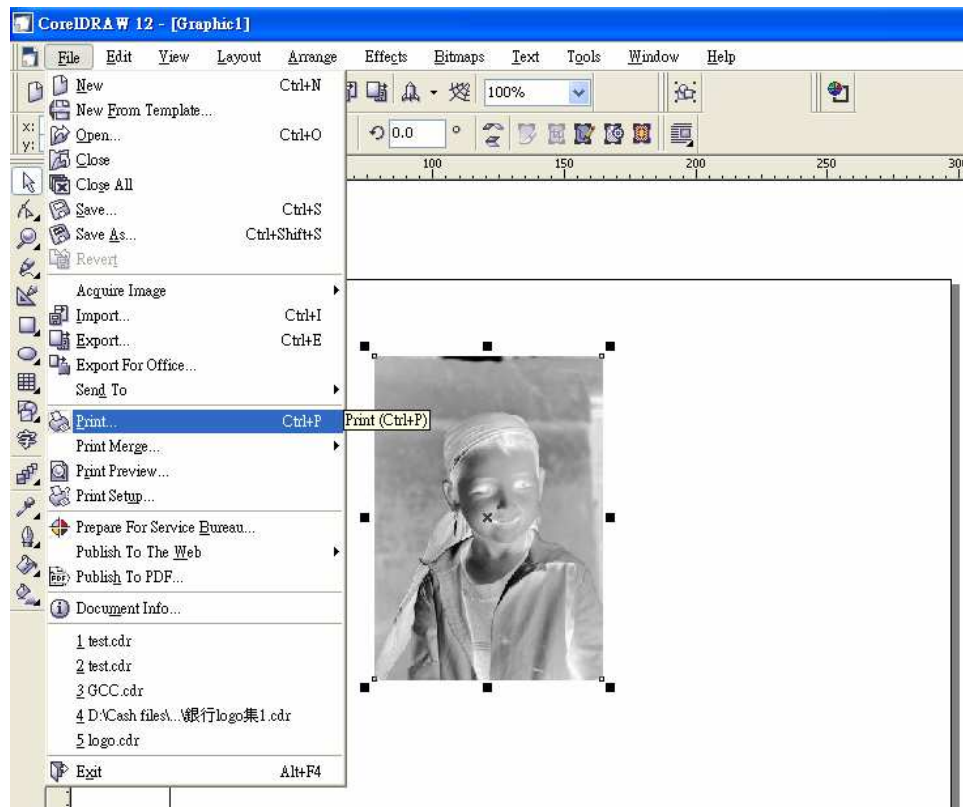 CorelDRAW 12 - [Graphic1]
File Edit View Layout Arrange Effects Bitmaps Text Tools Window Help
New Ctrl+N
100%
New From Template...
Open... Ctrl+O
x:
y:
0.0 °
Close
100 150 200 250 300
Close All
Save... Ctrl+S
Save As... Ctrl+Shift+S
Revert
Acquire Image
Import... Ctrl+I
Export... Ctrl+E
Export For Office...
Send To
Print... Ctrl+P
Print (Ctrl+P)
Print Merge...
字
Print Preview...
Print Setup...
Prepare For Service Bureau...
Publish To The Web
PDF Publish To PDF...
Document Info...
1 test.cdr
2 test.cdr
3 GCC.cdr
4 D:\Cash files\...\銀行logo集1.cdr
5 logo.cdr
Exit Alt+F4